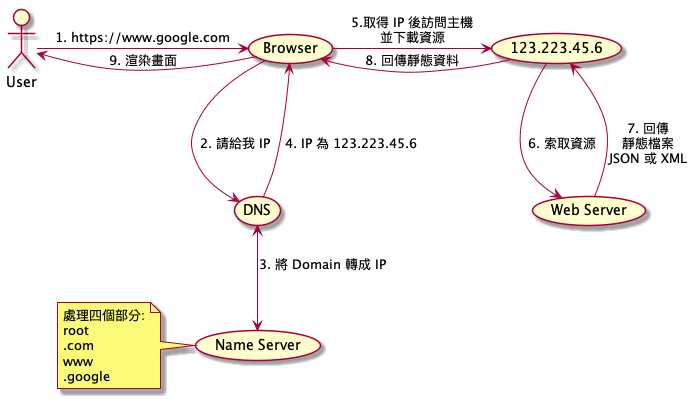 1. https://www.google.com
Browser
5.取得 IP 後訪問主機
並下載資源
123.223.45.6
9. 渲染畫面
8. 回傳靜態資料
User
2. 請給我 IP
4. IP 為 123.223.45.6
6. 索取資源
7. 回傳
靜態檔案
JSON 或 XML
DNS
Web Server
3. 將 Domain 轉成 IP
處理四個部分:
root
.com
www
.google
Name Server